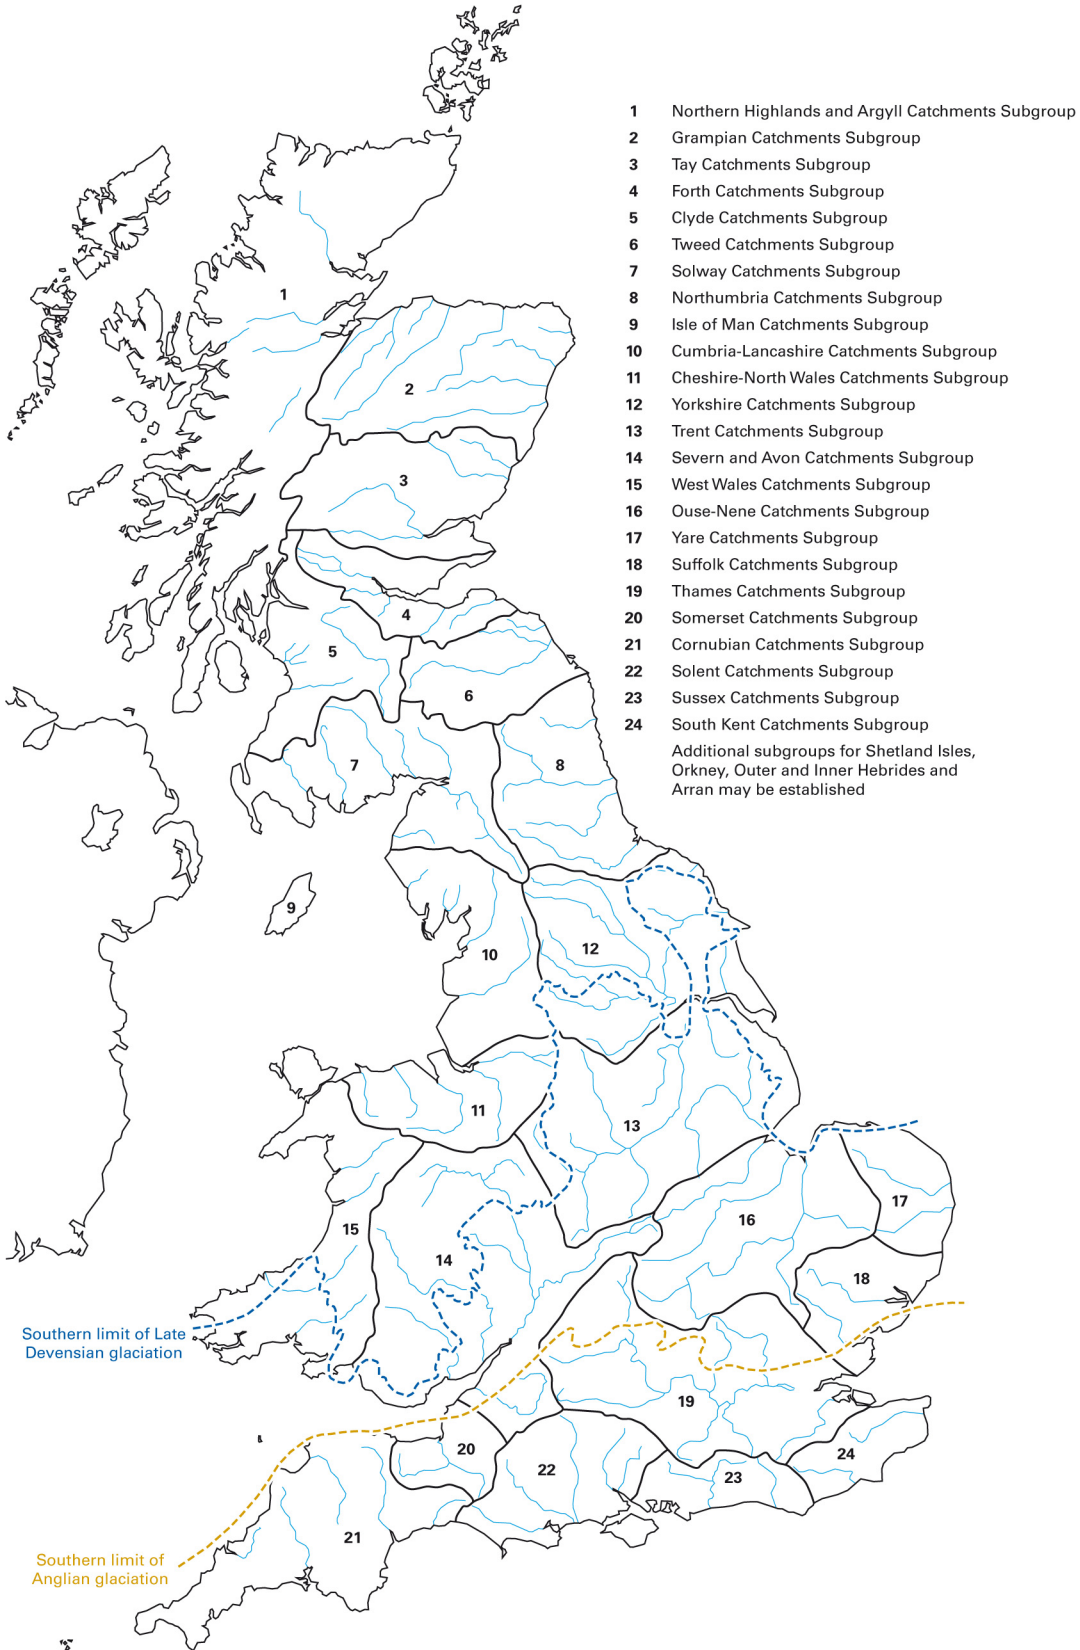 1 Northern Highlands and Argyll Catchments Subgroup
2 Grampian Catchments Subgroup
3 Tay Catchments Subgroup
4 Forth Catchments Subgroup
5 Clyde Catchments Subgroup
6 Tweed Catchments Subgroup
7 Solway Catchments Subgroup
8 Northumbria Catchments Subgroup
9 Isle of Man Catchments Subgroup
10 Cumbria-Lancashire Catchments Subgroup
11 Cheshire-North Wales Catchments Subgroup
12 Yorkshire Catchments Subgroup
13 Trent Catchments Subgroup
14 Severn and Avon Catchments Subgroup
15 West Wales Catchments Subgroup
16 Ouse-Nene Catchments Subgroup
17 Yare Catchments Subgroup
18 Suffolk Catchments Subgroup
19 Thames Catchments Subgroup
20 Somerset Catchments Subgroup
21 Cornubian Catchments Subgroup
22 Solent Catchments Subgroup
23 Sussex Catchments Subgroup
24 South Kent Catchments Subgroup
Additional subgroups for Shetland Isles,
Orkney, Outer and Inner Hebrides and
Arran may be established
1
2
3
4
5
6
7
8
9
10
12
11
13
17
16
15
14
18
Southern limit of Late
Devensian glaciation
19
20
24
22
23
21
Southern limit of
Anglian glaciation